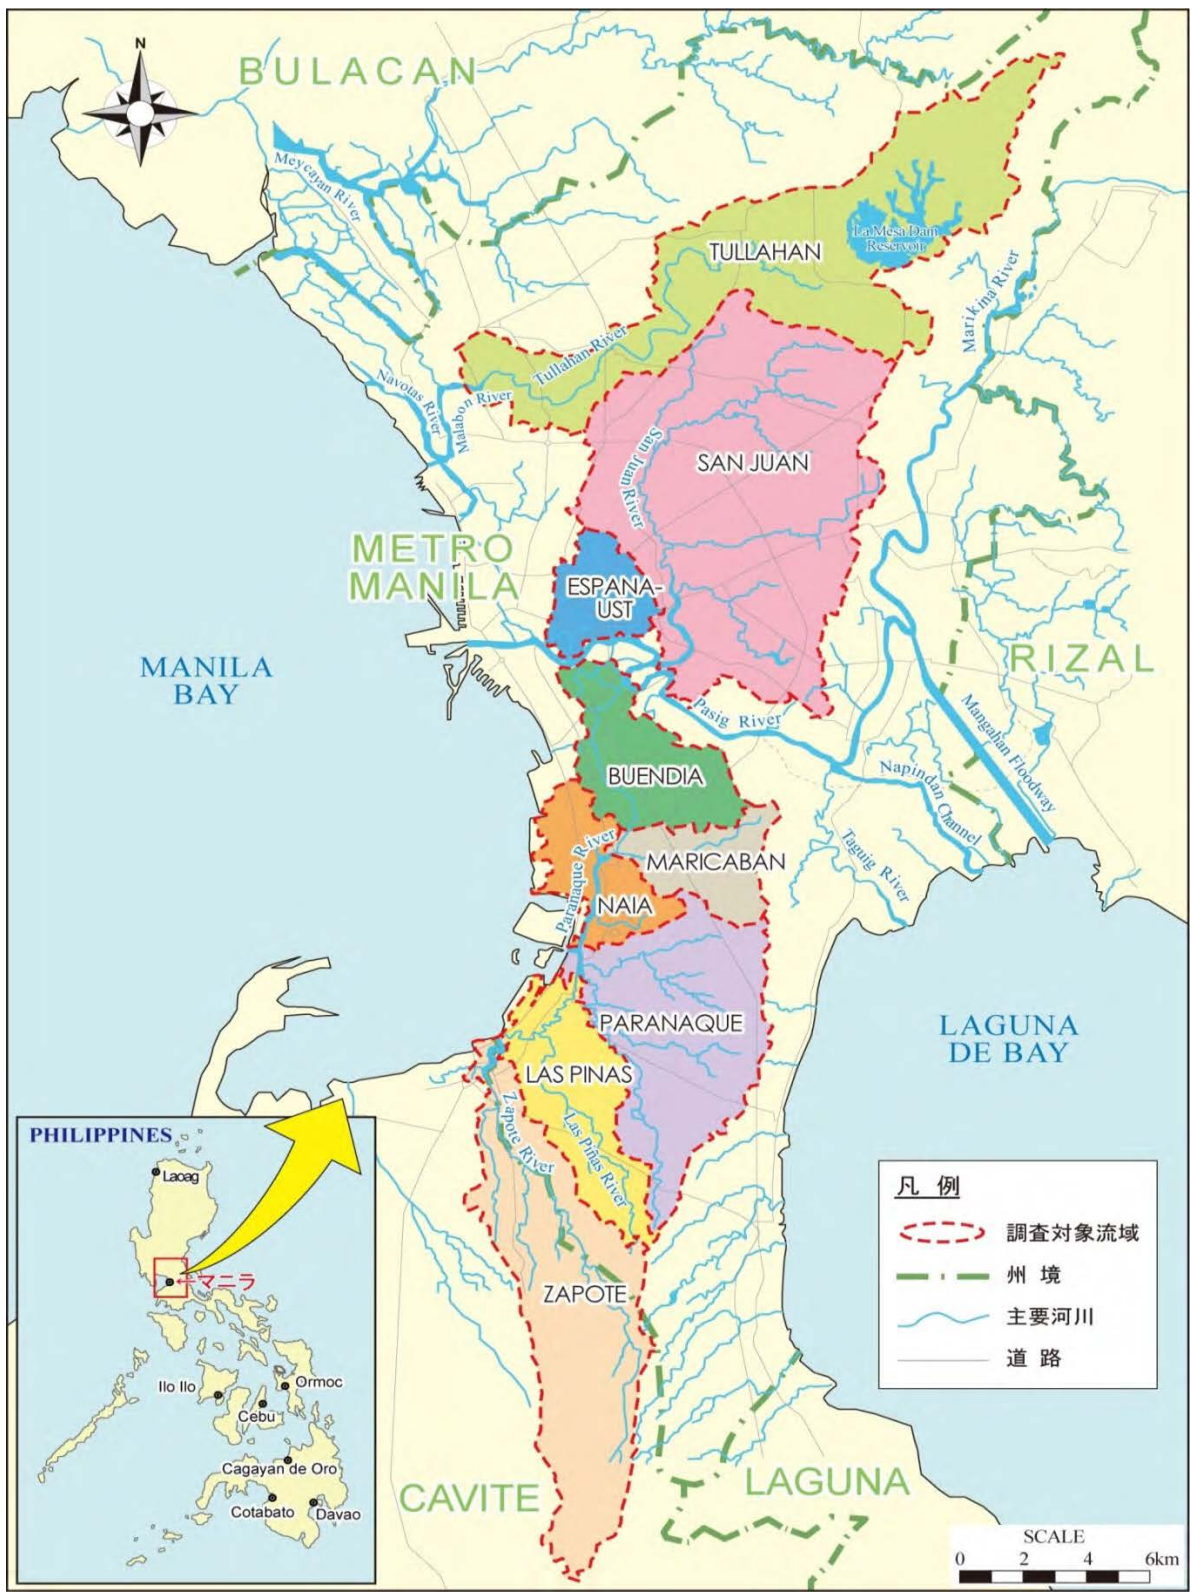 N
BULACAN
Meycayan River
La Mesa Dam
Reservoir
TULLAHAN
Marikina River
Tullahan River
Navotas River
Malabon River
San Juan River
SAN JUAN
METRO
MANILA
ESPANA-
UST
MANILA
BAY
RIZAL
Pasig River
Mangahan Floodway
Napindan Channel
BUENDIA
Taguig River
Paranaque River
MARICABAN
NAIA
PARANAQUE
LAGUNA
DE BAY
LAS PINAS
Zapote River
Las Piñas River
ZAPOTE
CAVITE
LAGUNA
PHILIPPINES
Laoag
←マニラ
Ilo Ilo
Ormoc
Cebu
Cagayan de Oro
Cotabato
Davao
凡 例
調査対象流域
州 境
主要河川
道 路
SCALE
0 2 4 6km